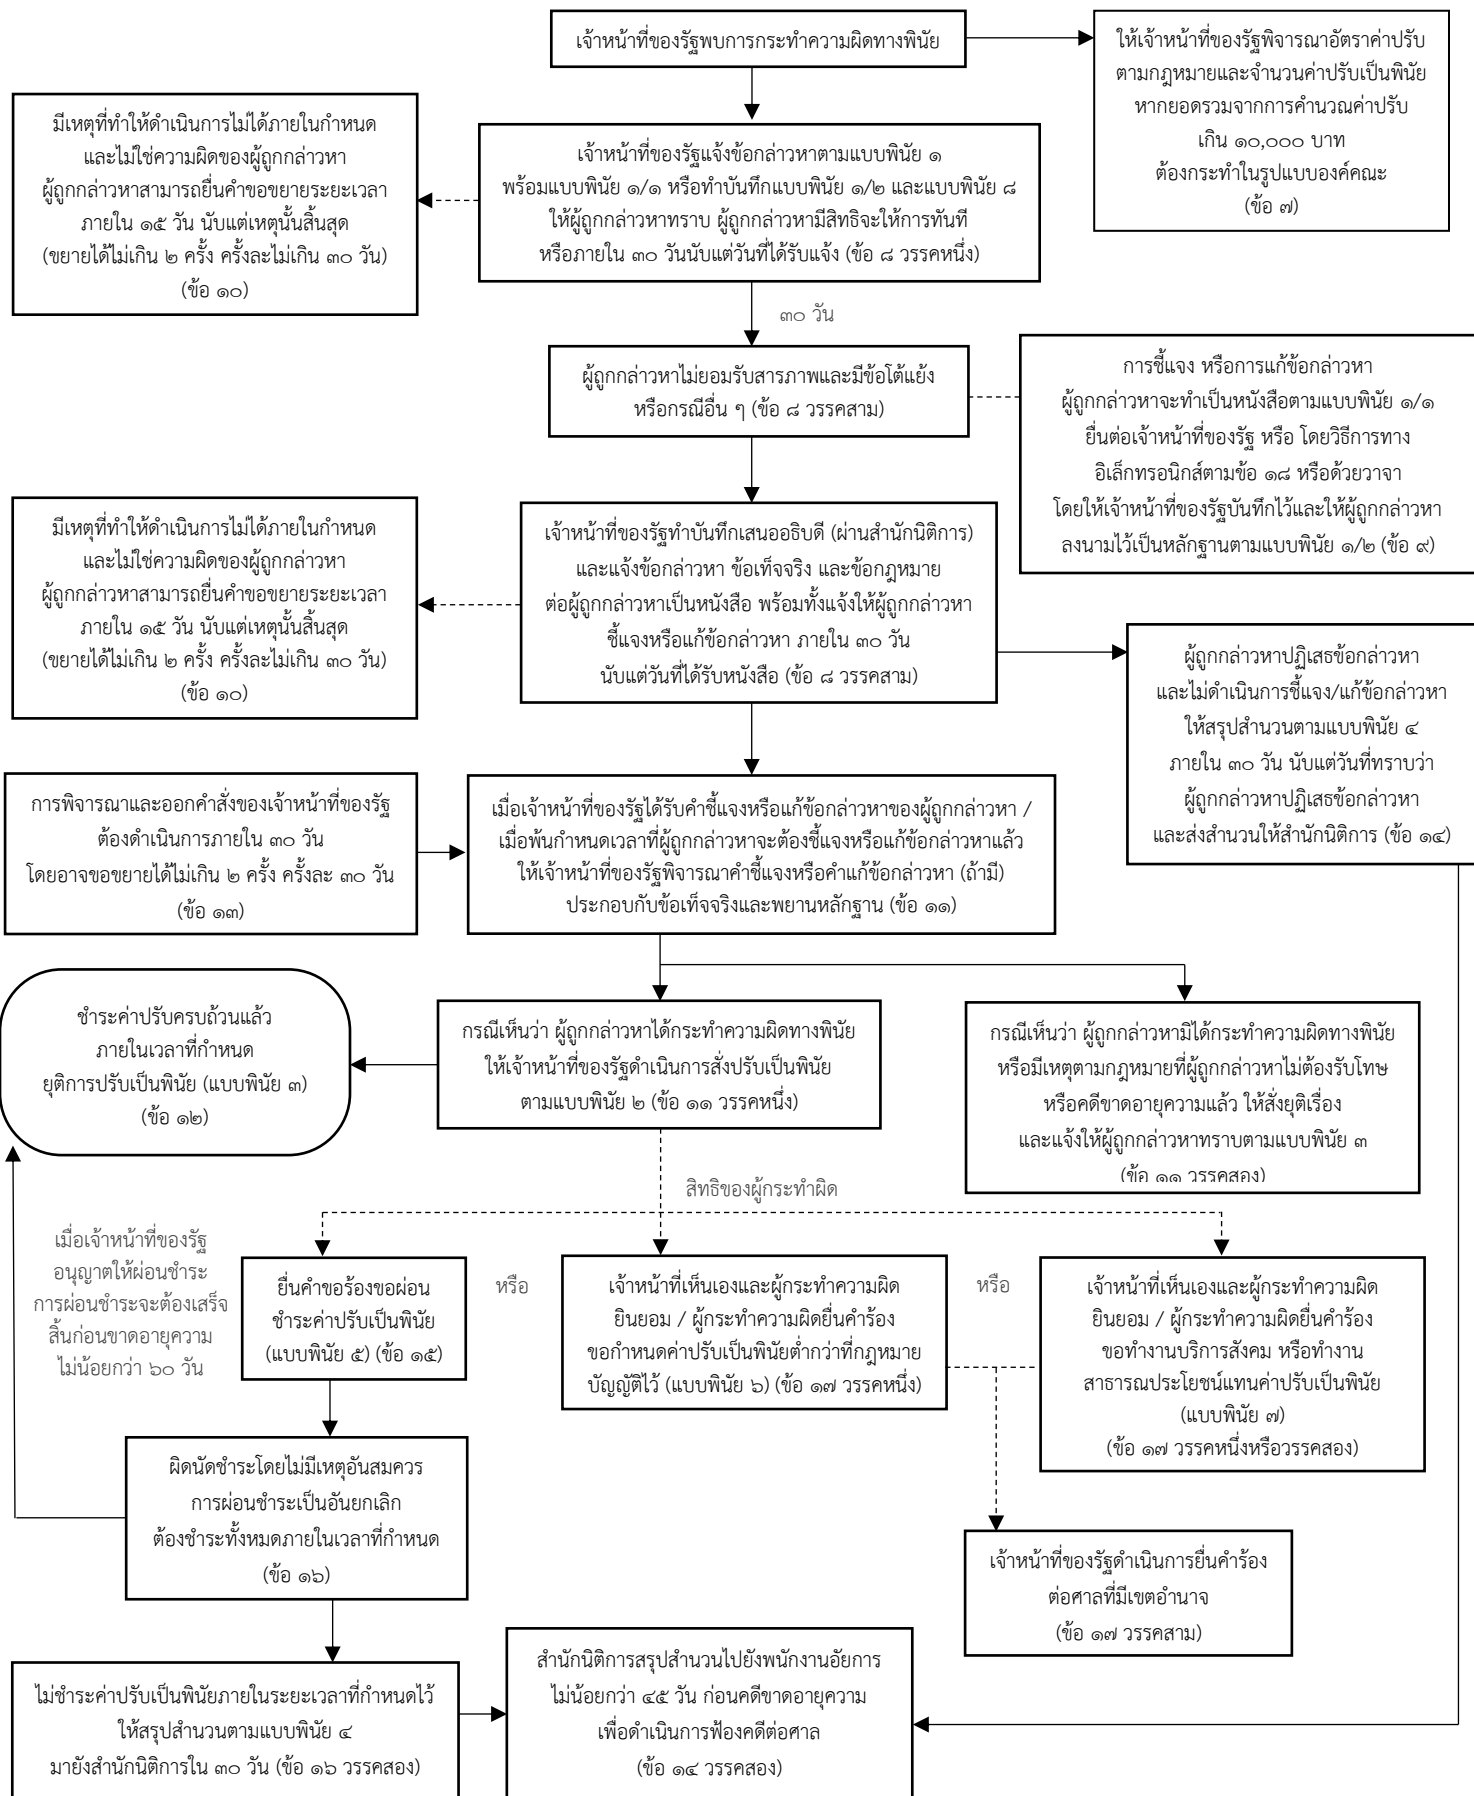 เจ้าหน้าที่ของรัฐพบการกระทำความผิดทางพินัย
ให้เจ้าหน้าที่ของรัฐพิจารณาอัตราค่าปรับ
ตามกฎหมายและจำนวนค่าปรับเป็นพินัย
หากยอดรวมจากการคำนวณค่าปรับ
เกิน ๑๐,๐๐๐ บาท
ต้องกระทำในรูปแบบองค์คณะ
(ข้อ ๗)
มีเหตุที่ทำให้ดำเนินการไม่ได้ภายในกำหนด
และไม่ใช่ความผิดของผู้ถูกกล่าวหา
ผู้ถูกกล่าวหาสามารถยื่นคำขอขยายระยะเวลา
ภายใน ๑๕ วัน นับแต่เหตุนั้นสิ้นสุด
(ขยายได้ไม่เกิน ๒ ครั้ง ครั้งละไม่เกิน ๓๐ วัน)
(ข้อ ๑๐)
เจ้าหน้าที่ของรัฐแจ้งข้อกล่าวหาตามแบบพินัย ๑
พร้อมแบบพินัย ๑/๑ หรือทำบันทึกแบบพินัย ๑/๒ และแบบพินัย ๘
ให้ผู้ถูกกล่าวหาทราบ ผู้ถูกกล่าวหามีสิทธิจะให้การทันที
หรือภายใน ๓๐ วันนับแต่วันที่ได้รับแจ้ง (ข้อ ๘ วรรคหนึ่ง)
๓๐ วัน
ผู้ถูกกล่าวหาไม่ยอมรับสารภาพและมีข้อโต้แย้ง
หรือกรณีอื่น ๆ (ข้อ ๘ วรรคสาม)
การชี้แจง หรือการแก้ข้อกล่าวหา
ผู้ถูกกล่าวหาจะทำเป็นหนังสือตามแบบพินัย ๑/๑
ยื่นต่อเจ้าหน้าที่ของรัฐ หรือ โดยวิธีการทาง
อิเล็กทรอนิกส์ตามข้อ ๑๘ หรือด้วยวาจา
โดยให้เจ้าหน้าที่ของรัฐบันทึกไว้และให้ผู้ถูกกล่าวหา
ลงนามไว้เป็นหลักฐานตามแบบพินัย ๑/๒ (ข้อ ๙)
มีเหตุที่ทำให้ดำเนินการไม่ได้ภายในกำหนด
และไม่ใช่ความผิดของผู้ถูกกล่าวหา
ผู้ถูกกล่าวหาสามารถยื่นคำขอขยายระยะเวลา
ภายใน ๑๕ วัน นับแต่เหตุนั้นสิ้นสุด
(ขยายได้ไม่เกิน ๒ ครั้ง ครั้งละไม่เกิน ๓๐ วัน)
(ข้อ ๑๐)
เจ้าหน้าที่ของรัฐทำบันทึกเสนออธิบดี (ผ่านสำนักนิติการ)
และแจ้งข้อกล่าวหา ข้อเท็จจริง และข้อกฎหมาย
ต่อผู้ถูกกล่าวหาเป็นหนังสือ พร้อมทั้งแจ้งให้ผู้ถูกกล่าวหา
ชี้แจงหรือแก้ข้อกล่าวหา ภายใน ๓๐ วัน
นับแต่วันที่ได้รับหนังสือ (ข้อ ๘ วรรคสาม)
ผู้ถูกกล่าวหาปฏิเสธข้อกล่าวหา
และไม่ดำเนินการชี้แจง/แก้ข้อกล่าวหา
ให้สรุปสำนวนตามแบบพินัย ๔
ภายใน ๓๐ วัน นับแต่วันที่ทราบว่า
ผู้ถูกกล่าวหาปฏิเสธข้อกล่าวหา
และส่งสำนวนให้สำนักนิติการ (ข้อ ๑๔)
การพิจารณาและออกคำสั่งของเจ้าหน้าที่ของรัฐ
ต้องดำเนินการภายใน ๓๐ วัน
โดยอาจขอขยายได้ไม่เกิน ๒ ครั้ง ครั้งละ ๓๐ วัน
(ข้อ ๑๓)
เมื่อเจ้าหน้าที่ของรัฐได้รับคำชี้แจงหรือแก้ข้อกล่าวหาของผู้ถูกกล่าวหา /
เมื่อพ้นกำหนดเวลาที่ผู้ถูกกล่าวหาจะต้องชี้แจงหรือแก้ข้อกล่าวหาแล้ว
ให้เจ้าหน้าที่ของรัฐพิจารณาคำชี้แจงหรือคำแก้ข้อกล่าวหา (ถ้ามี)
ประกอบกับข้อเท็จจริงและพยานหลักฐาน (ข้อ ๑๑)
ชำระค่าปรับครบถ้วนแล้ว
ภายในเวลาที่กำหนด
ยุติการปรับเป็นพินัย (แบบพินัย ๓)
(ข้อ ๑๒)
กรณีเห็นว่า ผู้ถูกกล่าวหาได้กระทำความผิดทางพินัย
ให้เจ้าหน้าที่ของรัฐดำเนินการสั่งปรับเป็นพินัย
ตามแบบพินัย ๒ (ข้อ ๑๑ วรรคหนึ่ง)
กรณีเห็นว่า ผู้ถูกกล่าวหามิได้กระทำความผิดทางพินัย
หรือมีเหตุตามกฎหมายที่ผู้ถูกกล่าวหาไม่ต้องรับโทษ
หรือคดีขาดอายุความแล้ว ให้สั่งยุติเรื่อง
และแจ้งให้ผู้ถูกกล่าวหาทราบตามแบบพินัย ๓
(ข้อ ๑๑ วรรคสอง)
สิทธิของผู้กระทำผิด
เมื่อเจ้าหน้าที่ของรัฐ
อนุญาตให้ผ่อนชำระ
การผ่อนชำระจะต้องเสร็จ
สิ้นก่อนขาดอายุความ
ไม่น้อยกว่า ๖๐ วัน
ยื่นคำขอร้องขอผ่อน
ชำระค่าปรับเป็นพินัย
(แบบพินัย ๕) (ข้อ ๑๕)
หรือ
เจ้าหน้าที่เห็นเองและผู้กระทำความผิด
ยินยอม / ผู้กระทำความผิดยื่นคำร้อง
ขอกำหนดค่าปรับเป็นพินัยต่ำกว่าที่กฎหมาย
บัญญัติไว้ (แบบพินัย ๖) (ข้อ ๑๗ วรรคหนึ่ง)
หรือ
เจ้าหน้าที่เห็นเองและผู้กระทำความผิด
ยินยอม / ผู้กระทำความผิดยื่นคำร้อง
ขอทำงานบริการสังคม หรือทำงาน
สาธารณประโยชน์แทนค่าปรับเป็นพินัย
(แบบพินัย ๗)
(ข้อ ๑๗ วรรคหนึ่งหรือวรรคสอง)
ผิดนัดชำระโดยไม่มีเหตุอันสมควร
การผ่อนชำระเป็นอันยกเลิก
ต้องชำระทั้งหมดภายในเวลาที่กำหนด
(ข้อ ๑๖)
เจ้าหน้าที่ของรัฐดำเนินการยื่นคำร้อง
ต่อศาลที่มีเขตอำนาจ
(ข้อ ๑๗ วรรคสาม)
ไม่ชำระค่าปรับเป็นพินัยภายในระยะเวลาที่กำหนดไว้
ให้สรุปสำนวนตามแบบพินัย ๔
มายังสำนักนิติการใน ๓๐ วัน (ข้อ ๑๖ วรรคสอง)
สำนักนิติการสรุปสำนวนไปยังพนักงานอัยการ
ไม่น้อยกว่า ๔๕ วัน ก่อนคดีขาดอายุความ
เพื่อดำเนินการฟ้องคดีต่อศาล
(ข้อ ๑๔ วรรคสอง)